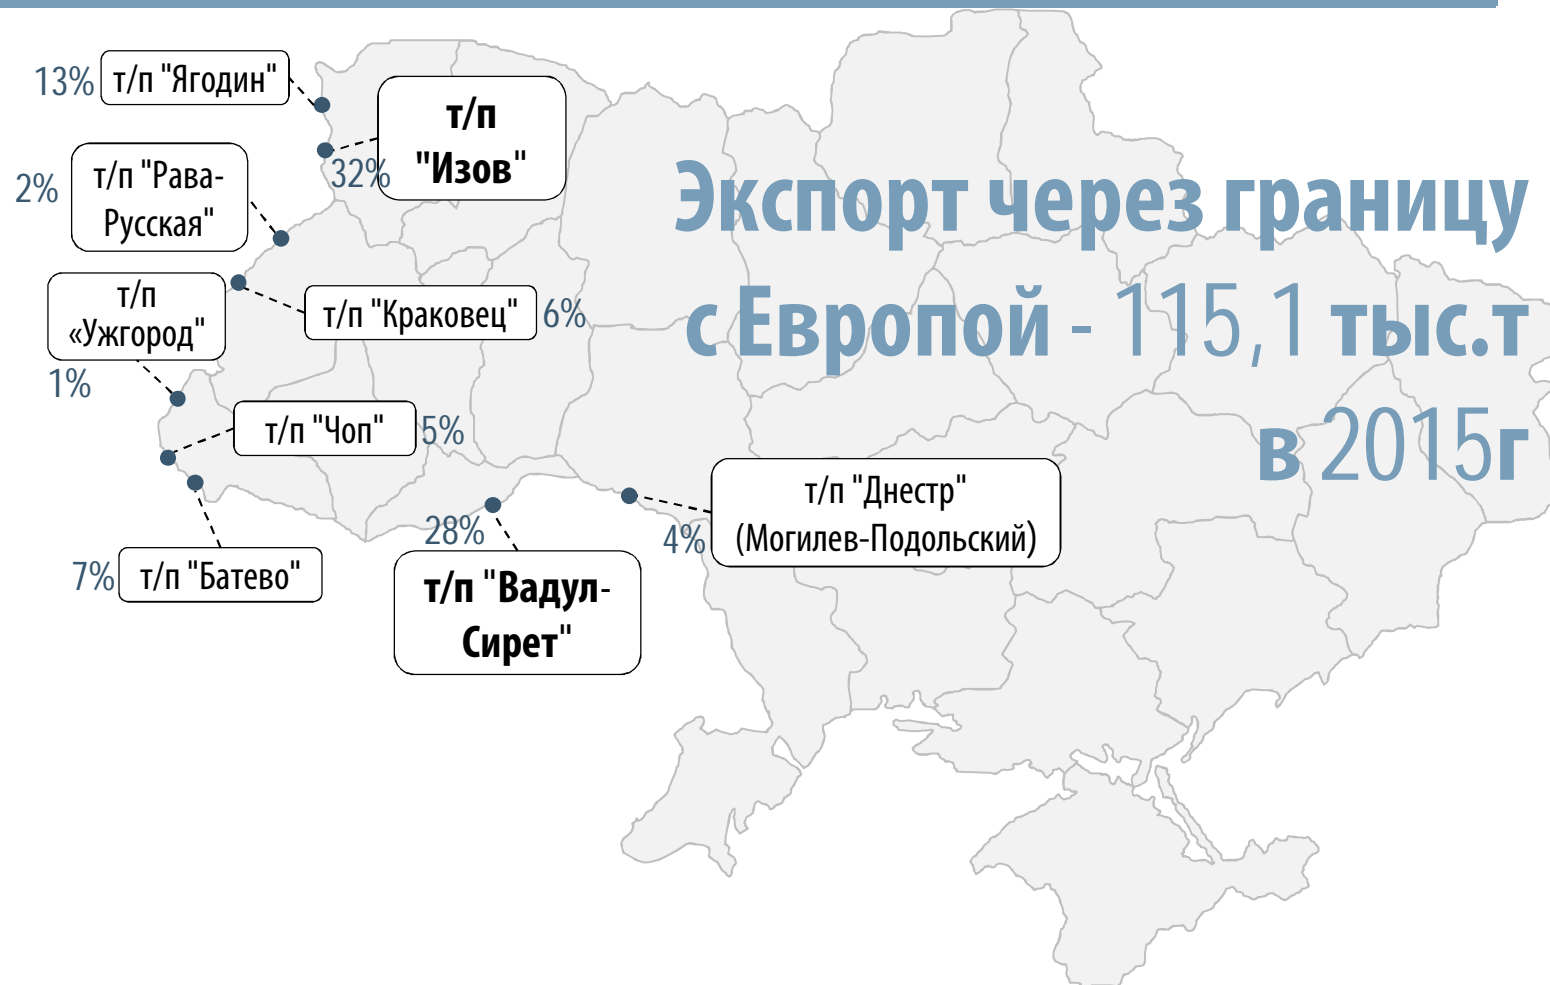 13%
т/п "Ягодин"
т/п
"Изов"
32%
2%
т/п "Рава-
Русская"
Экспорт через границу
с Европой - 115,1 тыс.т
в 2015г
т/п
«Ужгород"
1%
т/п "Краковец"
6%
т/п "Чоп"
5%
7%
т/п "Батево"
28%
т/п "Вадул-
Сирет"
4%
т/п "Днестр"
(Могилев-Подольский)